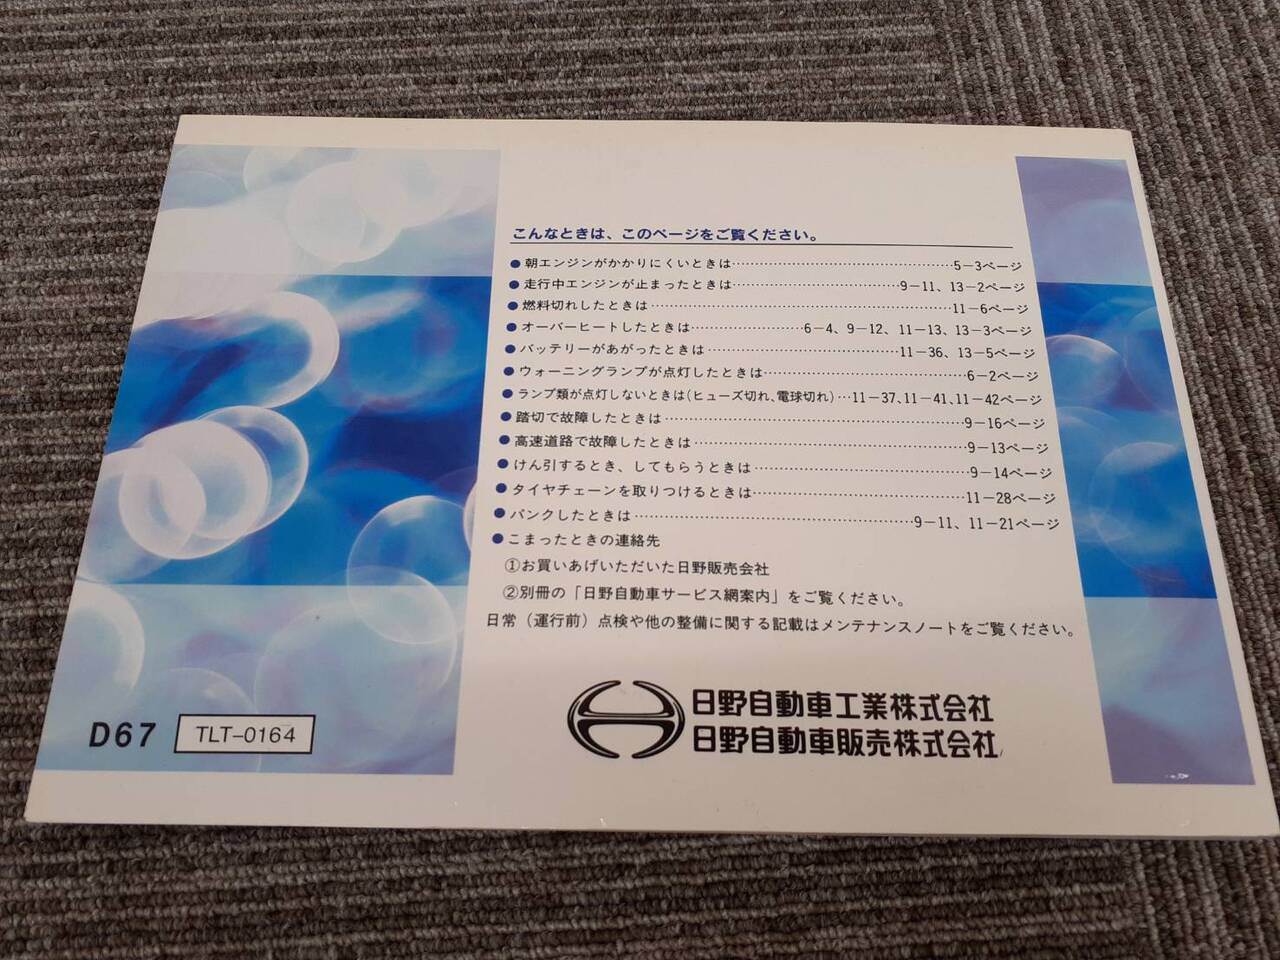 こんなときは、このページをご覧ください。
●朝エンジンがかかりにくいときは…………………………………5−3ページ
●走行中エンジンが止まったときは…………………………9−11、13−2ページ
●燃料切れしたときは………………………………………………11−6ページ
●オーバーヒートしたときは…………………6−4、9−12、11−13、13−3ページ
●バッテリーがあがったときは……………………………11−36、13−5ページ
●ウォーニングランプが点灯したときは………………………………6−2ページ
●ランプ類が点灯しないときは(ヒューズ切れ、電球切れ)…11−37、11−41、11−42ページ
●踏切で故障したときは……………………………………………9−16ページ
●高速道路で故障したときは………………………………………9−13ページ
●けん引するとき、してもらうときは………………………………9−14ページ
●タイヤチェーンを取りつけるときは………………………………11−28ページ
●パンクしたときは…………………………………………9−11、11−21ページ
●こまったときの連絡先
①お買いあげいただいた日野販売会社
②別冊の「日野自動車サービス網案内」をご覧ください。
日常（運行前）点検や他の整備に関する記載はメンテナンスノートをご覧ください。
日野自動車工業株式会社
日野自動車販売株式会社
D67 TLT−0164